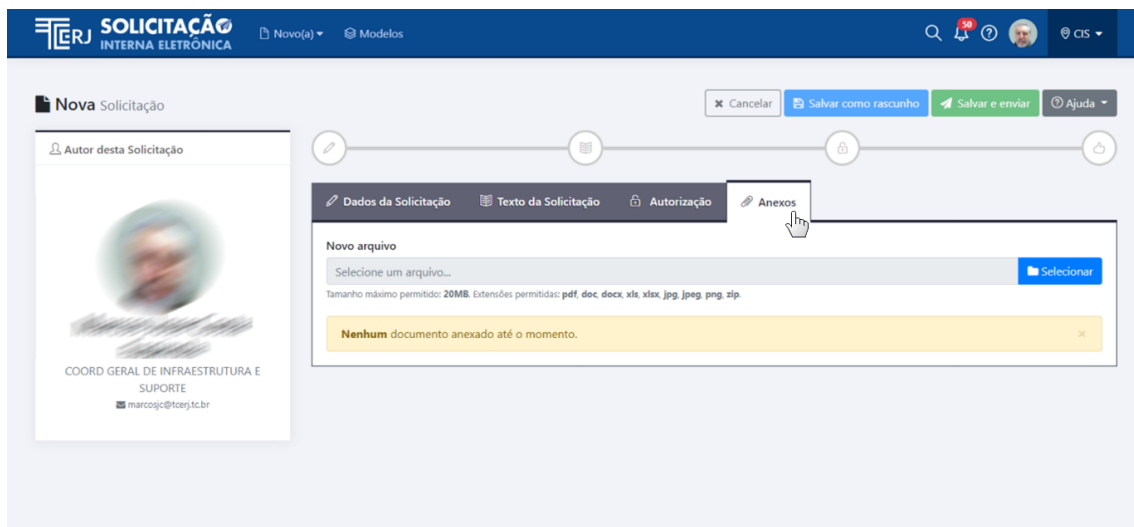 TCERJ SOLICITAÇÃO
INTERNA ELETRÔNICA
Novo(a)
Modelos
50
CIS
Nova Solicitação
Cancelar
Salvar como rascunho
Salvar e enviar
Ajuda
Autor desta Solicitação
COORD GERAL DE INFRAESTRUTURA E
SUPORTE
marcosjc@tcerj.tc.br
Dados da Solicitação
Texto da Solicitação
Autorização
Anexos
Novo arquivo
Selecione um arquivo...
Selecionar
Tamanho máximo permitido: 20MB. Extensões permitidas: pdf, doc, docx, xls, xlsx, jpg, jpeg, png, zip.
Nenhum documento anexado até o momento.